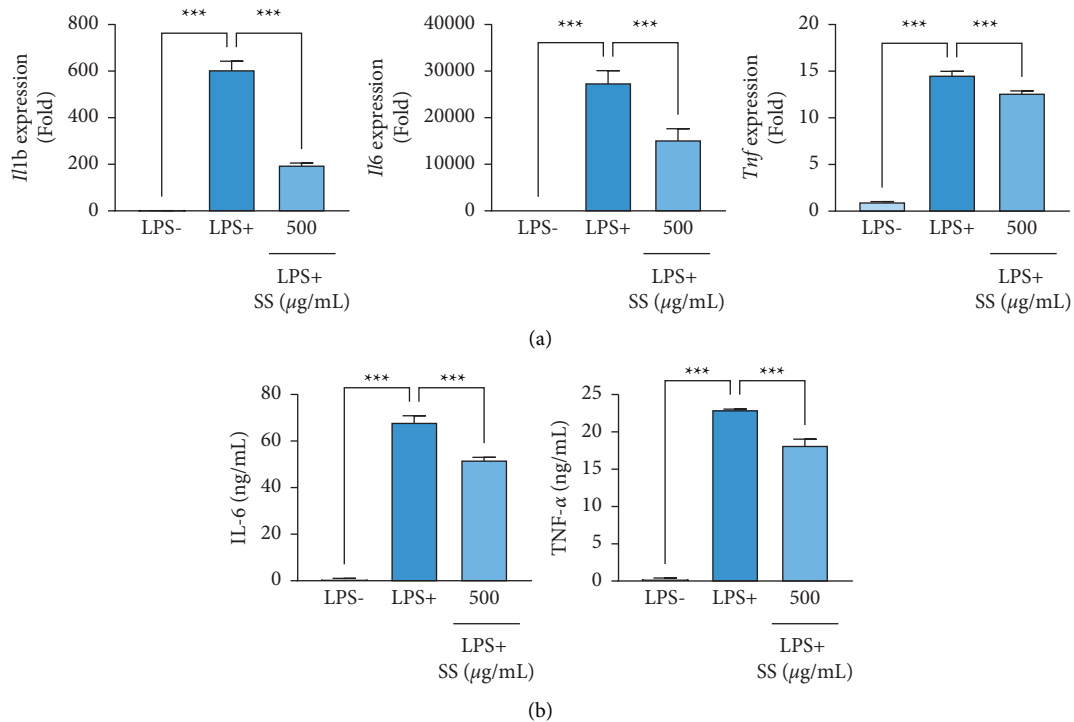 Il1b expression
(Fold)
800
600
400
200
0
***
***
LPS-
LPS+
500
LPS+
SS (µg/mL)
Il6 expression
(Fold)
40000
30000
20000
10000
0
***
***
LPS-
LPS+
500
LPS+
SS (µg/mL)
Tnf expression
(Fold)
20
15
10
5
0
***
***
LPS-
LPS+
500
LPS+
SS (µg/mL)
(a)
IL-6 (ng/mL)
80
60
40
20
0
***
***
LPS-
LPS+
500
LPS+
SS (µg/mL)
TNF-α (ng/mL)
25
20
15
10
5
0
***
***
LPS-
LPS+
500
LPS+
SS (µg/mL)
(b)